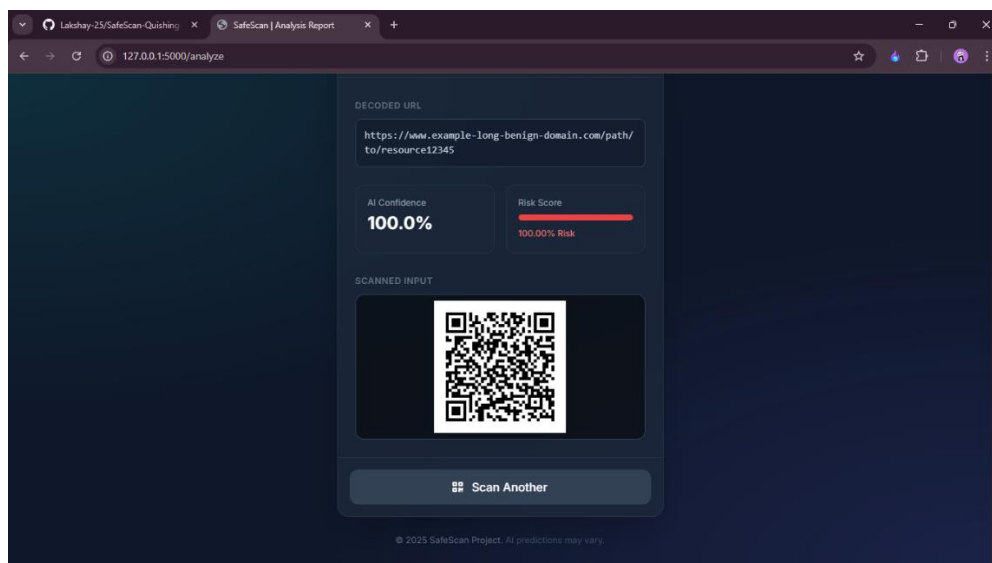 Lakshay-25/SafeScan-Quishing
SafeScan | Analysis Report
127.0.0.1:5000/analyze
DECODED URL
https://www.example-long-benign-domain.com/path/
to/resource12345
AI Confidence
100.0%
Risk Score
100.00% Risk
SCANNED INPUT
Scan Another
© 2025 SafeScan Project. AI predictions may vary.